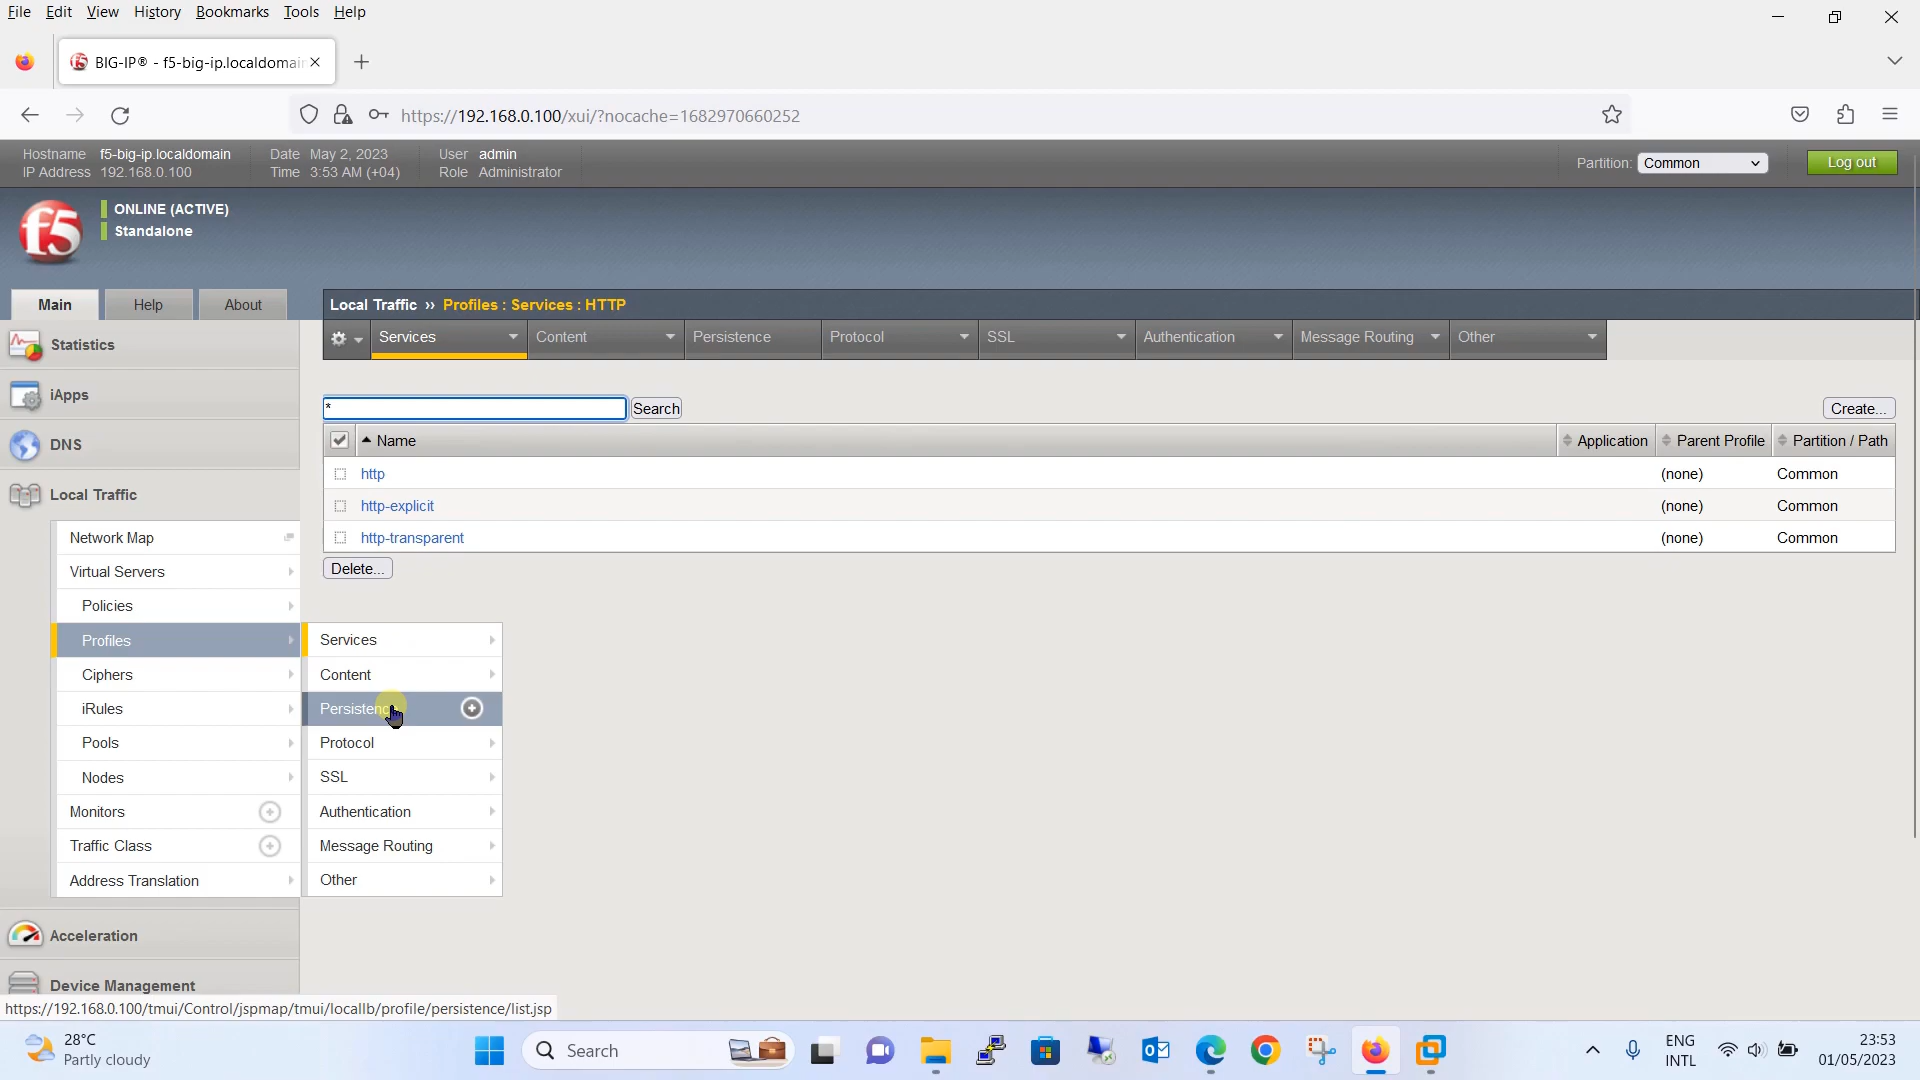 File Edit View History Bookmarks Tools Help
BIG-IP® - f5-big-ip.localdomain
https://192.168.0.100/xui/?nocache=1682970660252
Hostname f5-big-ip.localdomain Date May 2, 2023 User admin
IP Address 192.168.0.100 Time 3:53 AM (+04) Role Administrator
Partition: Common Log out
f5
ONLINE (ACTIVE)
Standalone
Main Help About
Local Traffic ›› Profiles : Services : HTTP
Services Content Persistence Protocol SSL Authentication Message Routing Other
Statistics
iApps
DNS
Local Traffic
Network Map
Virtual Servers
Policies
Profiles
Ciphers
iRules
Pools
Nodes
Monitors
Traffic Class
Address Translation
Acceleration
Device Management
* Search Create...
Name Application Parent Profile Partition / Path
http (none) Common
http-explicit (none) Common
http-transparent (none) Common
Delete...
Services
Content
Persistence
Protocol
SSL
Authentication
Message Routing
Other
https://192.168.0.100/tmui/Control/jspmap/tmui/locallb/profile/persistence/list.jsp
28°C
Partly cloudy
Search
ENG
INTL
23:53
01/05/2023